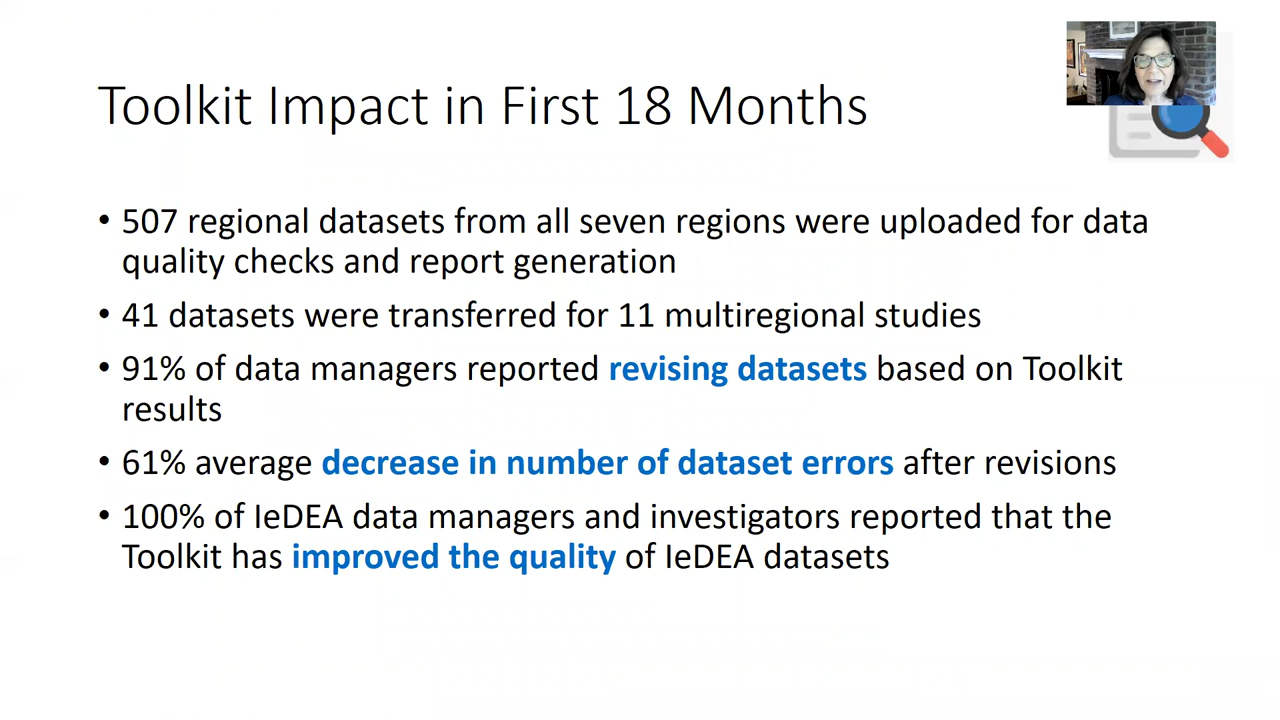 Toolkit Impact in First 18 Months
• 507 regional datasets from all seven regions were uploaded for data
quality checks and report generation
• 41 datasets were transferred for 11 multiregional studies
• 91% of data managers reported revising datasets based on Toolkit
results
• 61% average decrease in number of dataset errors after revisions
• 100% of IeDEA data managers and investigators reported that the
Toolkit has improved the quality of IeDEA datasets